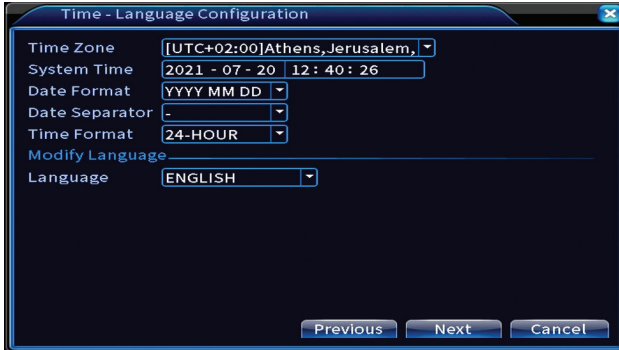 Time - Language Configuration
Time Zone [UTC+02:00]Athens,Jerusalem,
System Time 2021 - 07 - 20 12 : 40 : 26
Date Format YYYY MM DD
Date Separator -
Time Format 24-HOUR
Modify Language
Language ENGLISH
Previous Next Cancel